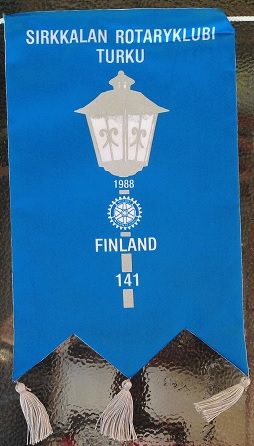 SIRKKALAN ROTARYKLUBI
TURKU
1988
FINLAND
141